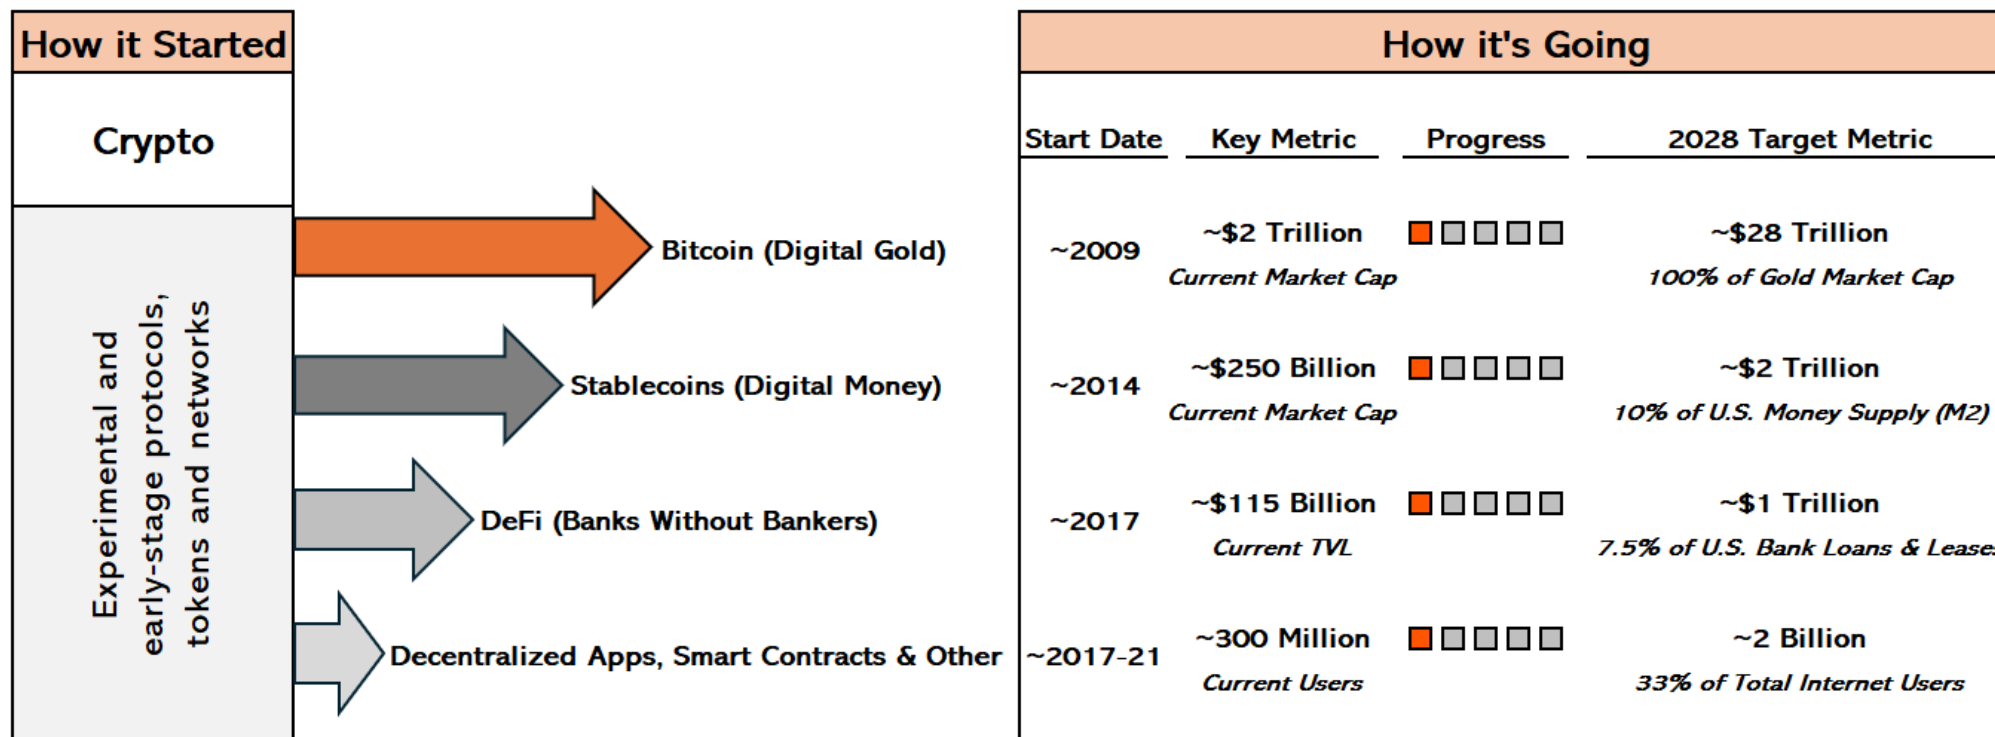 How it Started
Crypto
Experimental and
early-stage protocols,
tokens and networks
Bitcoin (Digital Gold)
Stablecoins (Digital Money)
DeFi (Banks Without Bankers)
Decentralized Apps, Smart Contracts & Other
How it's Going
Start Date Key Metric Progress 2028 Target Metric
~2009 ~$2 Trillion ~$28 Trillion
Current Market Cap 100% of Gold Market Cap
~2014 ~$250 Billion ~$2 Trillion
Current Market Cap 10% of U.S. Money Supply (M2)
~2017 ~$115 Billion ~$1 Trillion
Current TVL 7.5% of U.S. Bank Loans & Leases
~2017-21 ~300 Million ~2 Billion
Current Users 33% of Total Internet Users